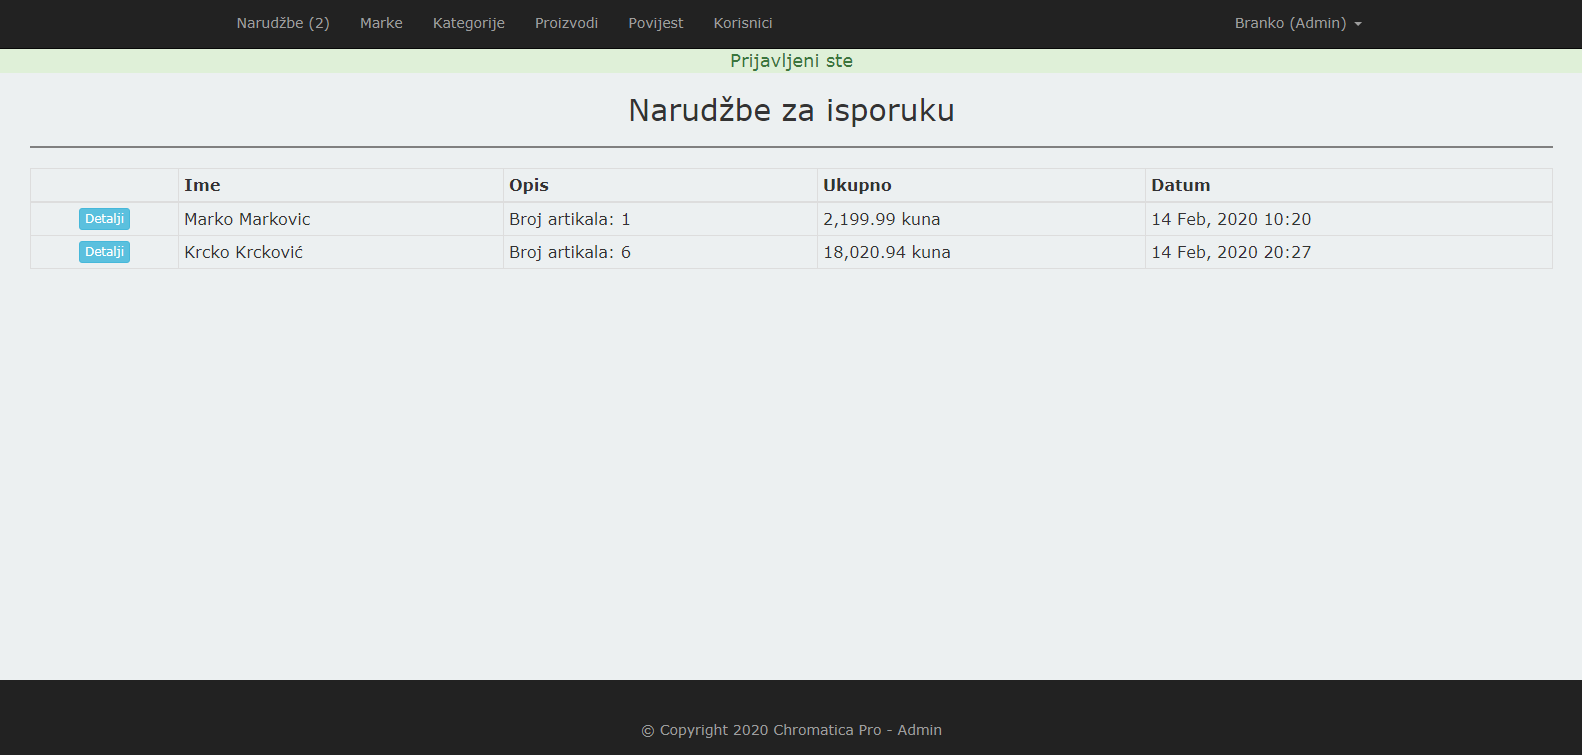 Narudžbe (2) Marke Kategorije Proizvodi Povijest Korisnici Branko (Admin)
Prijavljeni ste
Narudžbe za isporuku
Ime Opis Ukupno Datum
Detalji Marko Markovic Broj artikala: 1 2,199.99 kuna 14 Feb, 2020 10:20
Detalji Krcko Krcković Broj artikala: 6 18,020.94 kuna 14 Feb, 2020 20:27
© Copyright 2020 Chromatica Pro - Admin